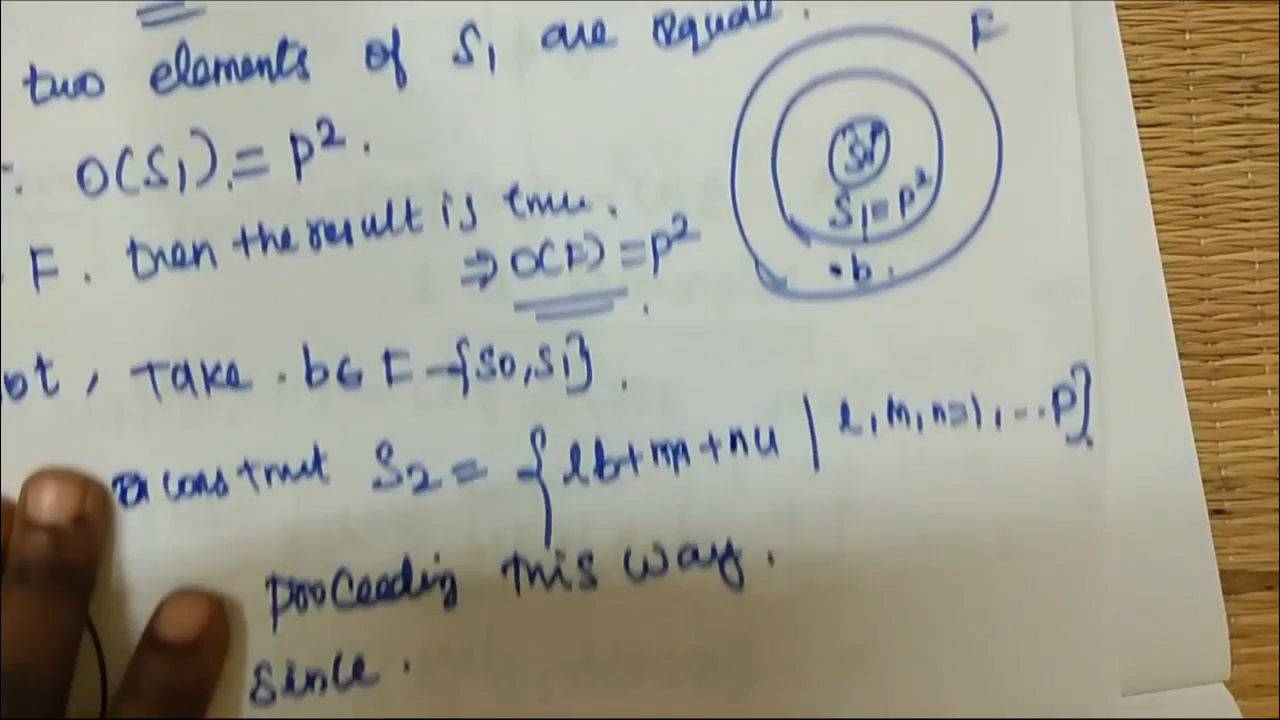 two elements of S₁ are equal.
∴ O(S₁) = p².
F. then the result is true.
⇒ O(F) = p²
F
S₁ = p²
.b.
ot, Take . b∈ F - {S0, S1}.
construct S₂ = { lb + ma + nu | l, m, n = 1, ... p}
proceeding this way.
since.